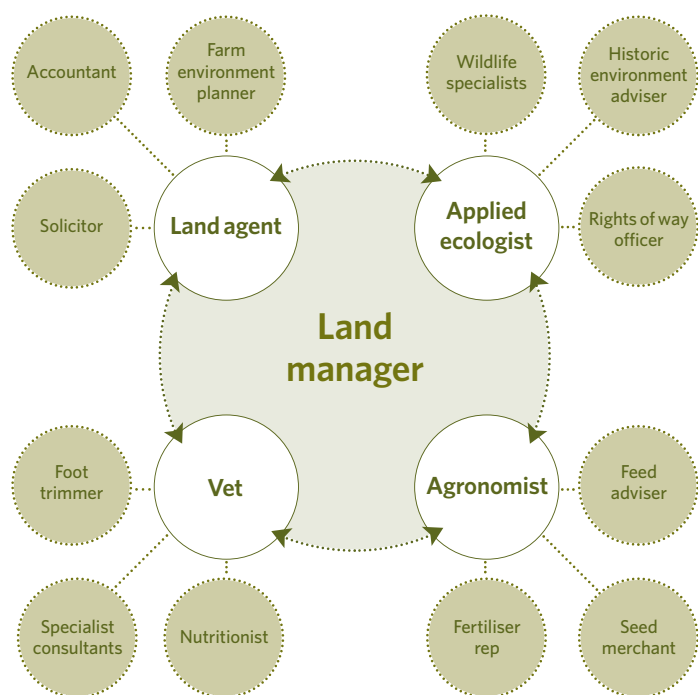 Accountant
Farm
environment
planner
Wildlife
specialists
Historic
environment
adviser
Solicitor
Land agent
Applied
ecologist
Rights of way
officer
Land
manager
Foot
trimmer
Vet
Agronomist
Feed
adviser
Specialist
consultants
Nutritionist
Fertiliser
rep
Seed
merchant